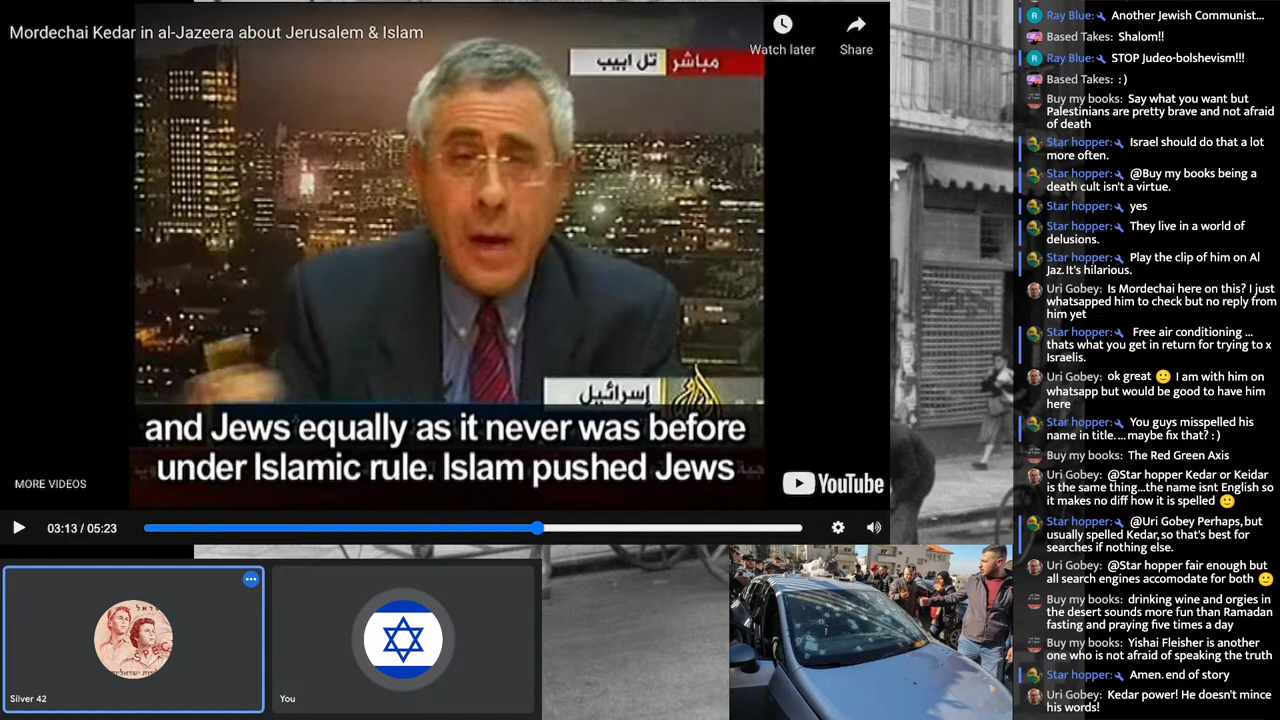 Mordechai Kedar in al-Jazeera about Jerusalem & Islam
Watch later
Share
تل ابيب
مباشر
إسرائيل
and Jews equally as it never was before
under Islamic rule. Islam pushed Jews
MORE VIDEOS
YouTube
03:13 / 05:23
SPEC
Silver 42
You
Ray Blue: Another Jewish Communist...
Based Takes: Shalom!!
Ray Blue: STOP Judeo-bolshevism!!!
Based Takes: : )
Buy my books: Say what you want but
Palestinians are pretty brave and not afraid
of death
Star hopper: Israel should do that a lot
more often.
Star hopper: @Buy my books being a
death cult isn't a virtue.
Star hopper: yes
Star hopper: They live in a world of
delusions.
Star hopper: Play the clip of him on Al
Jaz. It's hilarious.
Uri Gobey: Is Mordechai here on this? I just
whatsapped him to check but no reply from
him yet
Star hopper: Free air conditioning ...
thats what you get in return for trying to x
Israelis.
Uri Gobey: ok great 🙂 I am with him on
whatsapp but would be good to have him
here
Star hopper: You guys misspelled his
name in title....maybe fix that? : )
Buy my books: The Red Green Axis
Uri Gobey: @Star hopper Kedar or Keidar
is the same thing...the name isnt English so
it makes no diff how it is spelled 🙂
Star hopper: @Uri Gobey Perhaps, but
usually spelled Kedar, so that's best for
searches if nothing else.
Uri Gobey: @Star hopper fair enough but
all search engines accomodate for both 🙂
Buy my books: drinking wine and orgies in
the desert sounds more fun than Ramadan
fasting and praying five times a day
Buy my books: Yishai Fleisher is another
one who is not afraid of speaking the truth
Star hopper: Amen. end of story
Uri Gobey: Kedar power! He doesn't mince
his words!